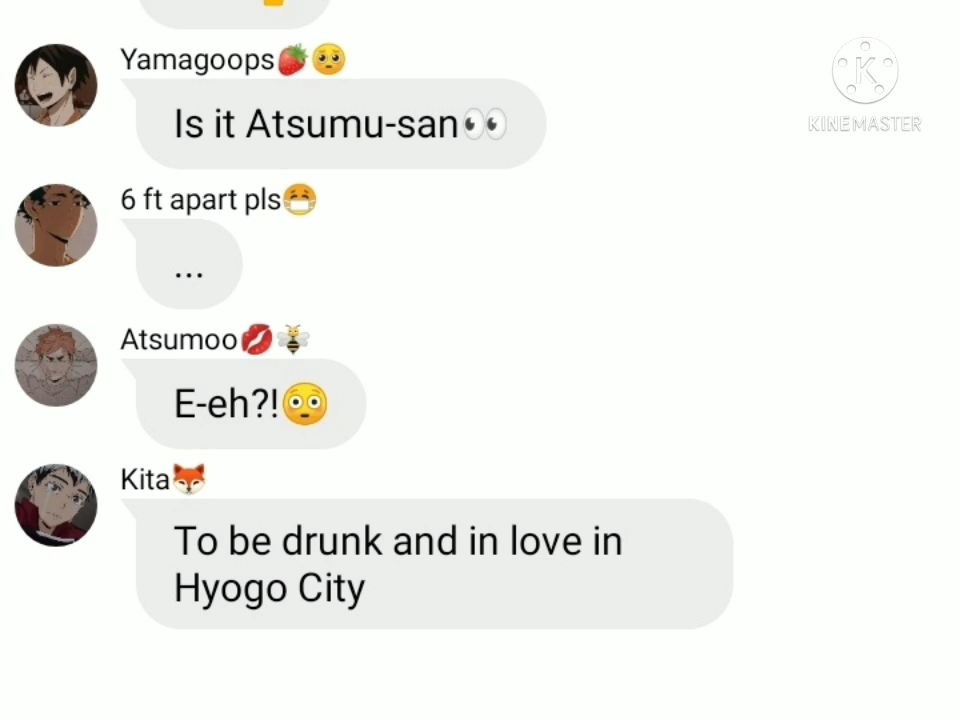 Yamagoops🍓🥺
Is it Atsumu-san👀
KINEMASTER
6 ft apart pls😷
...
Atsumoo💋🐝
E-eh?!😳
Kita🦊
To be drunk and in love in
Hyogo City